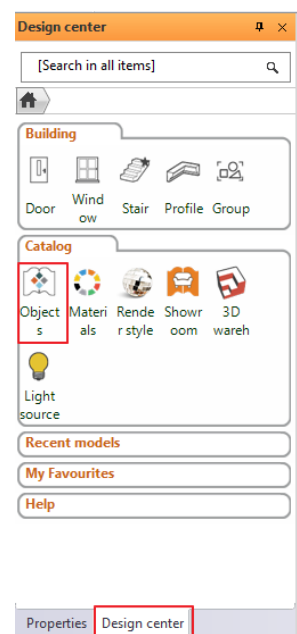 Design center
[Search in all items]
Building
Door Wind Stair Profile Group
ow
Catalog
Object Materi Rende Showr 3D
s als r style oom wareh
Light
source
Recent models
My Favourites
Help
Properties Design center